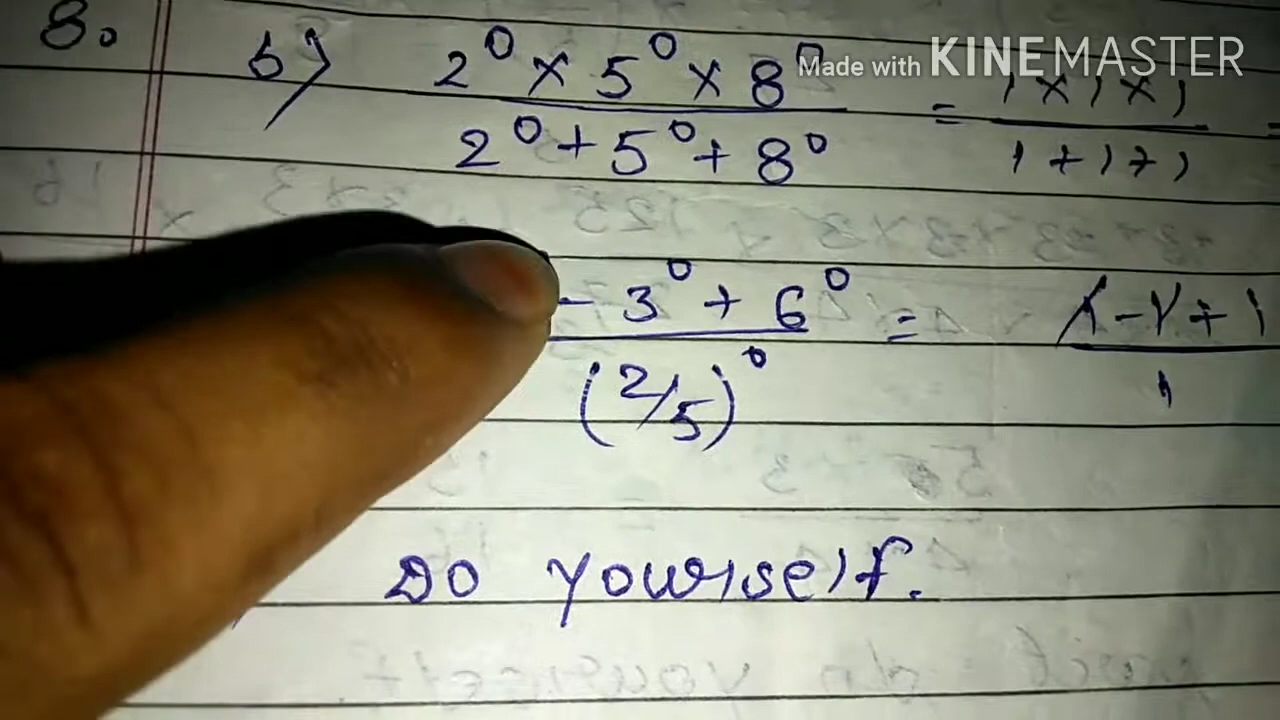 8. b) 2⁰ × 5⁰ × 8⁰ / 2⁰ + 5⁰ + 8⁰ = 1 × 1 × 1 / 1 + 1 + 1 =
Made with KINEMASTER
- 3⁰ + 6⁰ / (2/5)⁰ = 1 - 1 + 1 / 1
Do yourself.